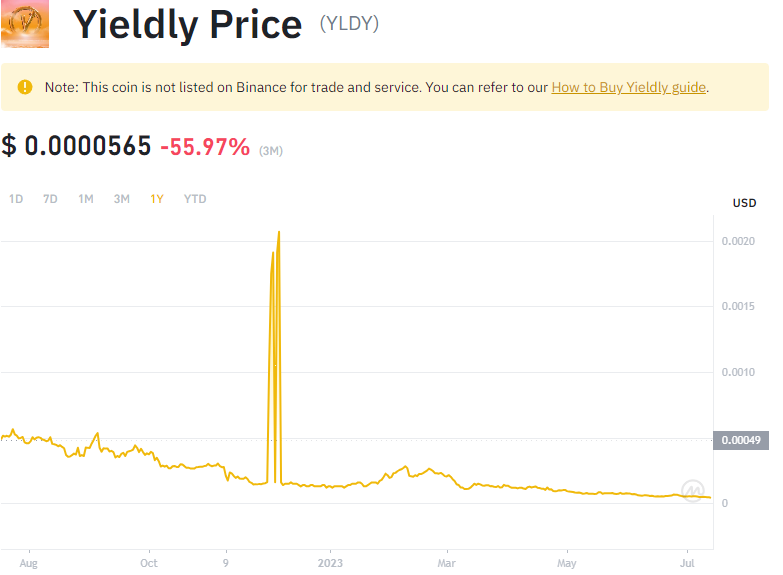 Yieldly Price (YLDY)
Note: This coin is not listed on Binance for trade and service. You can refer to our How to Buy Yieldly guide.
$ 0.0000565 -55.97% (3M)
1D 7D 1M 3M 1Y YTD
USD
0.0020
0.0015
0.0010
0.00049
0
Aug Oct 9 2023 Mar May Jul